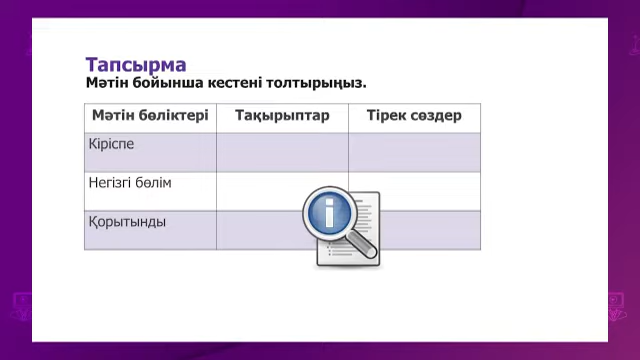 Тапсырма
Мәтін бойынша кестені толтырыңыз.
Мәтін бөліктері Тақырыптар Тірек сөздер
Кіріспе
Негізгі бөлім
Қорытынды